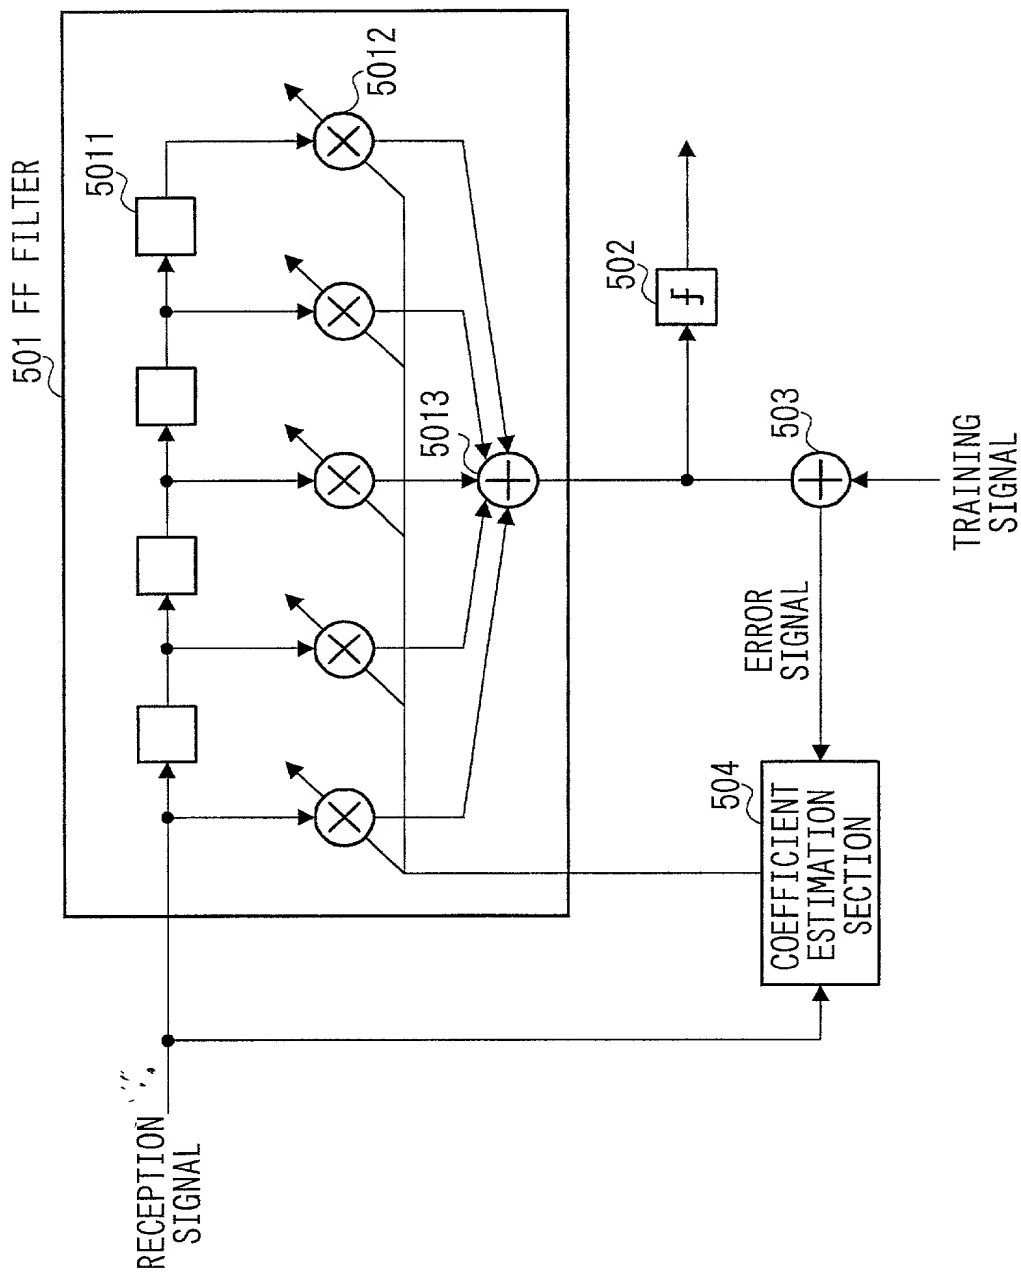 501 FF FILTER
5011
5012
5013
502
503
TRAINING
SIGNAL
ERROR
SIGNAL
504
COEFFICIENT
ESTIMATION
SECTION
RECEPTION
SIGNAL